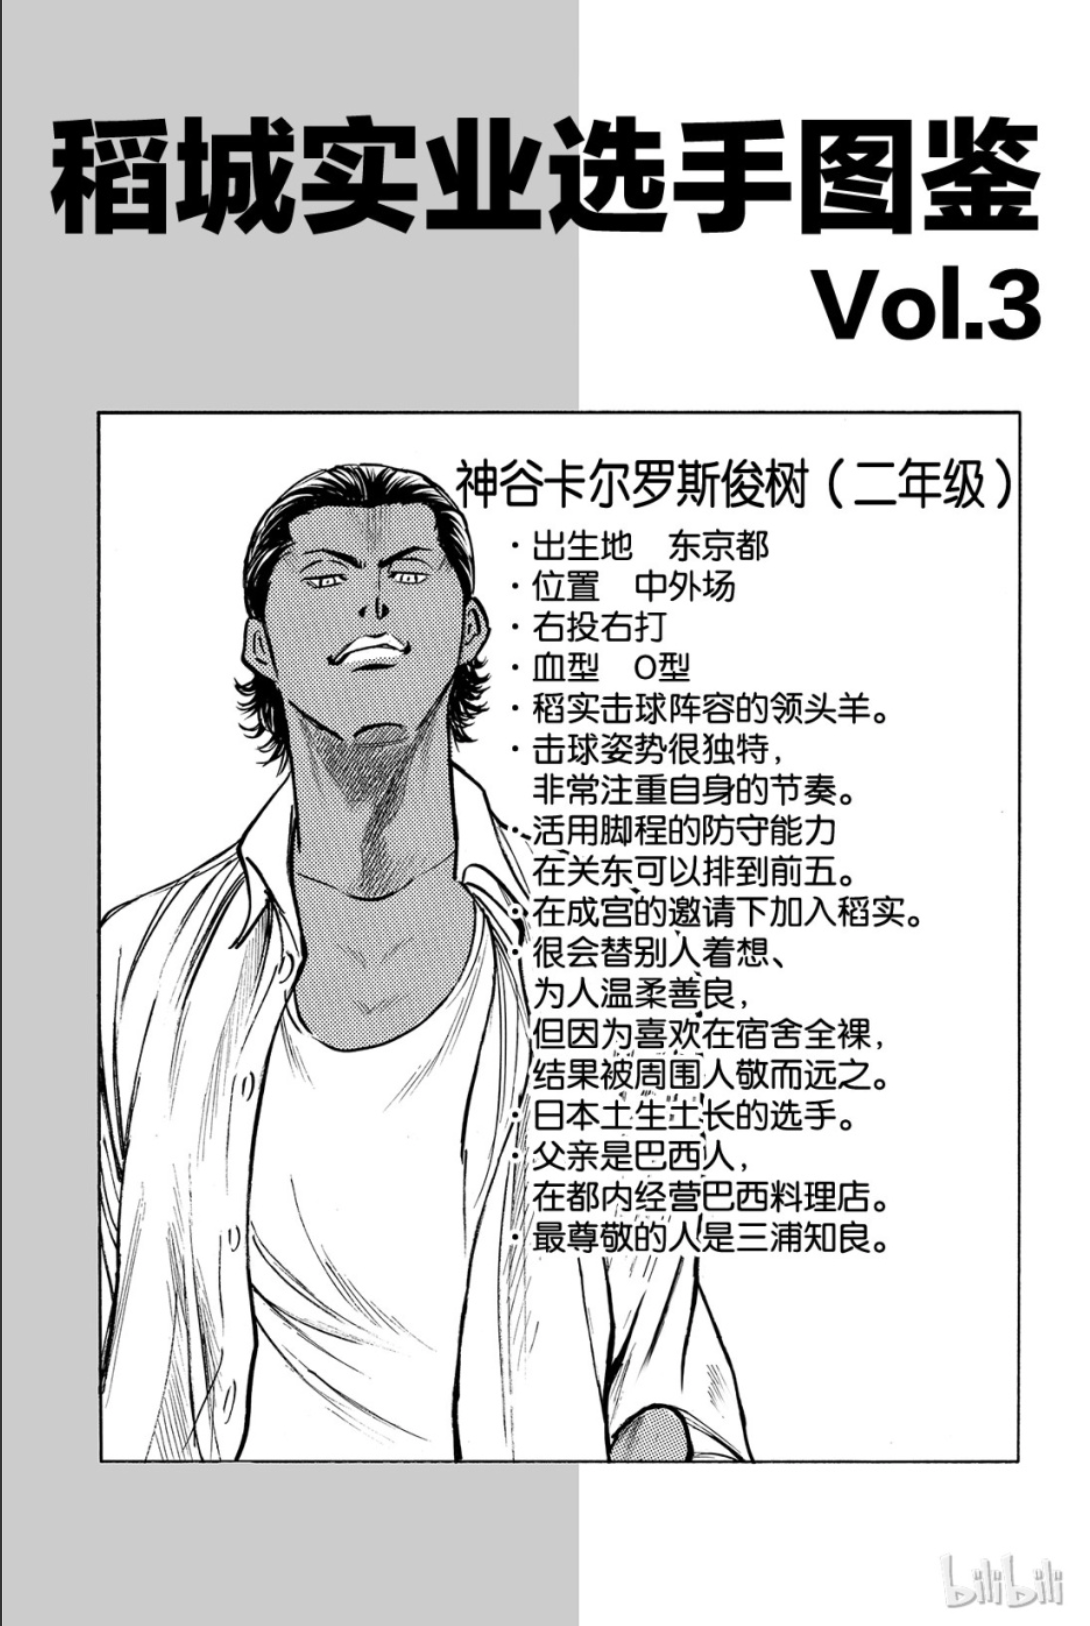 稻城实业选手图鉴
Vol.3
神谷卡尔罗斯俊树（二年级）
・出生地　东京都
・位置　中外场
・右投右打
・血型　O型
・稻实击球阵容的领头羊。
・击球姿势很独特，
非常注重自身的节奏。
・活用脚程的防守能力
在关东可以排到前五。
・在成宫的邀请下加入稻实。
・很会替别人着想、
为人温柔善良，
但因为喜欢在宿舍全裸，
结果被周围人敬而远之。
・日本土生土长的选手。
・父亲是巴西人，
在都内经营巴西料理店。
・最尊敬的人是三浦知良。
bilibili